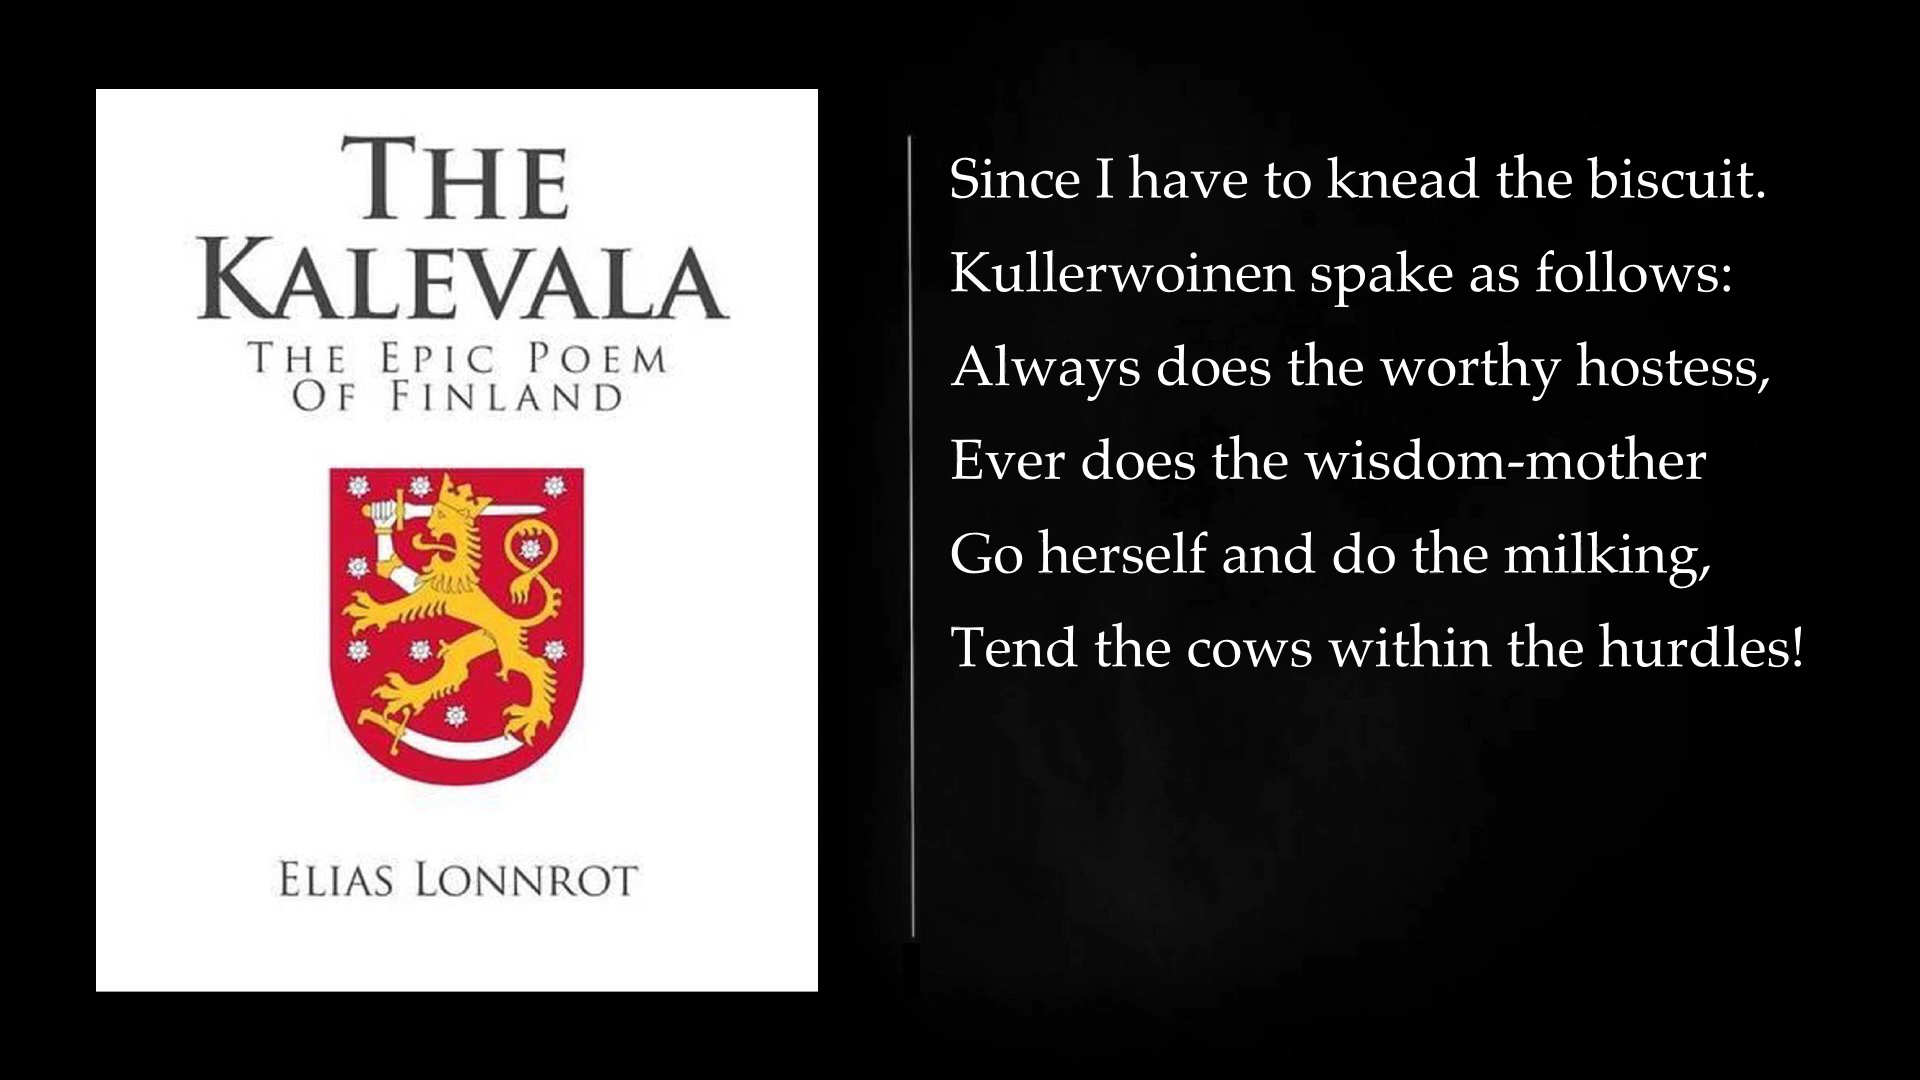 THE
KALEVALA
THE EPIC POEM
OF FINLAND
ELIAS LONNROT
Since I have to knead the biscuit.
Kullerwoinen spake as follows:
Always does the worthy hostess,
Ever does the wisdom-mother
Go herself and do the milking,
Tend the cows within the hurdles!